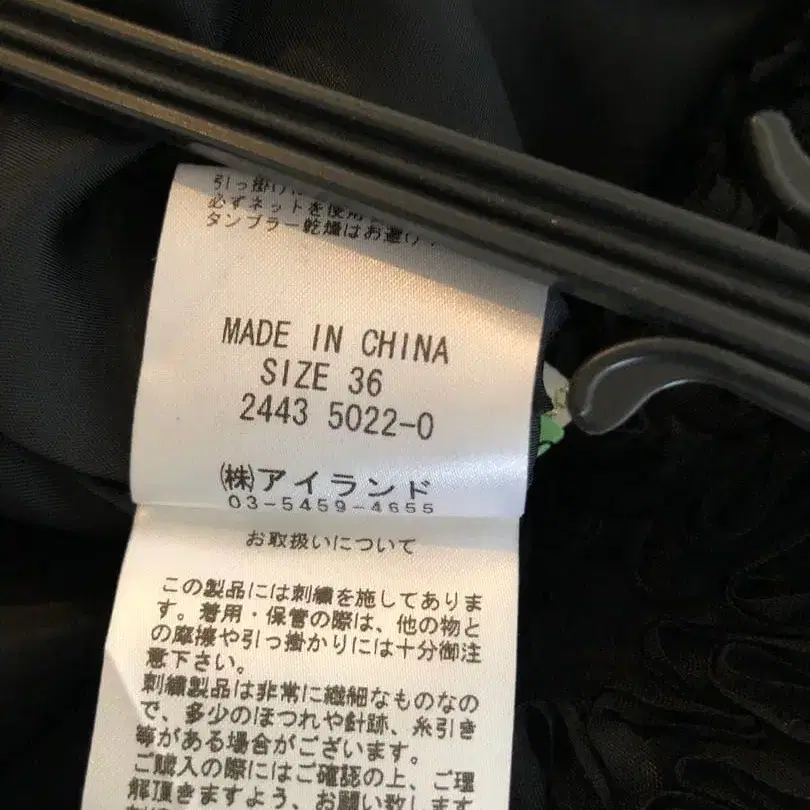 引っ掛け
必ずネットを使用
タンブラー乾燥はお避け
MADE IN CHINA
SIZE 36
2443 5022-0
(株)アイランド
03-5459-4655
お取扱いについて
この製品には刺繍を施してありま
す。着用・保管の際は、他の物と
の摩擦や引っ掛かりには十分御注
意下さい。
刺繍製品は非常に繊細なものなの
で、多少のほつれや針跡、糸引き
等がある場合がございます。
ご購入の際にはご確認の上、ご理
解頂きますよう、お願い致します